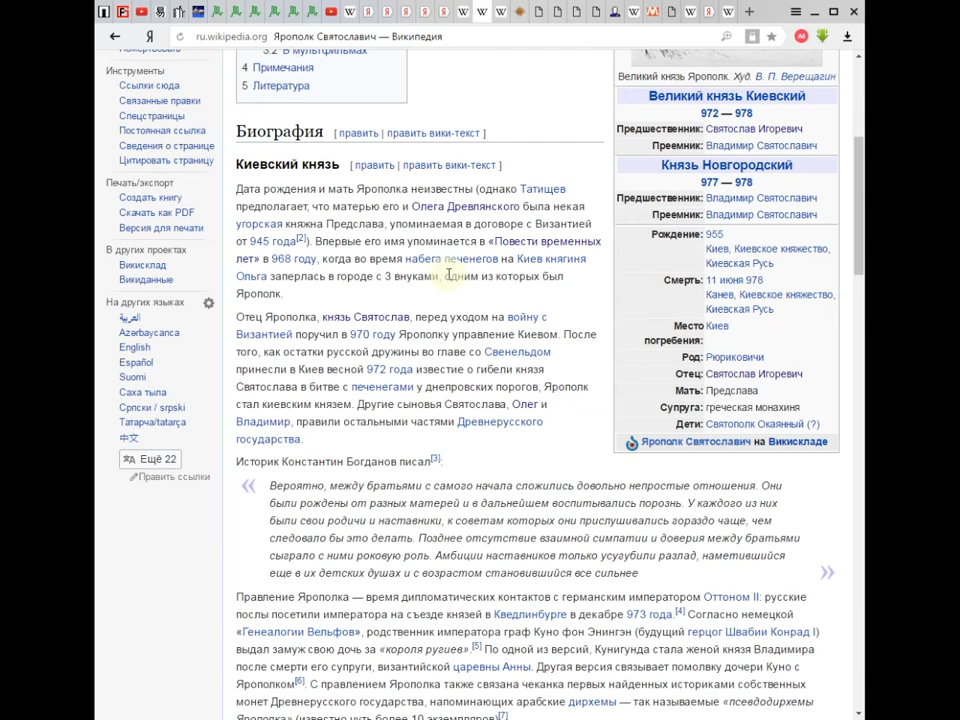 ru.wikipedia.org Ярополк Святославич — Википедия
Инструменты
Ссылки сюда
Связанные правки
Спецстраницы
Постоянная ссылка
Сведения о странице
Цитировать страницу
Печать/экспорт
Создать книгу
Скачать как PDF
Версия для печати
В других проектах
Викисклад
Викиданные
На других языках
العربية
Azərbaycanca
English
Español
Suomi
Саха тыла
Српски / srpski
Татарча/tatarça
中文
Ещё 22
Править ссылки
3.2 В мультфильмах
4 Примечания
5 Литература
Биография [ править | править вики-текст ]
Киевский князь [ править | править вики-текст ]
Дата рождения и мать Ярополка неизвестны (однако Татищев
предполагает, что матерью его и Олега Древлянского была некая
угорская княжна Предслава, упоминаемая в договоре с Византией
от 945 года[2]). Впервые его имя упоминается в «Повести временных
лет» в 968 году, когда во время набега печенегов на Киев княгиня
Ольга заперлась в городе с 3 внуками, одним из которых был
Ярополк.
Отец Ярополка, князь Святослав, перед уходом на войну с
Византией поручил в 970 году Ярополку управление Киевом. После
того, как остатки русской дружины во главе со Свенельдом
принесли в Киев весной 972 года известие о гибели князя
Святослава в битве с печенегами у днепровских порогов, Ярополк
стал киевским князем. Другие сыновья Святослава, Олег и
Владимир, правили остальными частями Древнерусского
государства.
Историк Константин Богданов писал[3]:
« Вероятно, между братьями с самого начала сложились довольно непростые отношения. Они
были рождены от разных матерей и в дальнейшем воспитывались порознь. У каждого из них
были свои родичи и наставники, к советам которых они прислушивались гораздо чаще, чем
следовало бы это делать. Позднее отсутствие взаимной симпатии и доверия между братьями
сыграло с ними роковую роль. Амбиции наставников только усугубили разлад, наметившийся
еще в их детских душах и с возрастом становившийся все сильнее »
Правление Ярополка — время дипломатических контактов с германским императором Оттоном II: русские
послы посетили императора на съезде князей в Кведлинбурге в декабре 973 года.[4] Согласно немецкой
«Генеалогии Вельфов», родственник императора граф Куно фон Энинген (будущий герцог Швабии Конрад I)
выдал замуж свою дочь за «короля ругиев».[5] По одной из версий, Кунигунда стала женой князя Владимира
после смерти его супруги, византийской царевны Анны. Другая версия связывает помолвку дочери Куно с
Ярополком[6]. С правлением Ярополка также связана чеканка первых найденных историками собственно
монет Древнерусского государства, напоминающих арабские дирхемы — так называемые «псевдодирхемы
Ярополка» (известно чуть более 10 экземпляров)[7]
Великий князь Ярополк. Худ. В. П. Верещагин
Великий князь Киевский
972 — 978
Предшественник: Святослав Игоревич
Преемник: Владимир Святославич
Князь Новгородский
977 — 978
Предшественник: Владимир Святославич
Преемник: Владимир Святославич
Рождение: 955
Киев, Киевское княжество,
Киевская Русь
Смерть: 11 июня 978
Канев, Киевское княжество,
Киевская Русь
Место Киев
погребения:
Род: Рюриковичи
Отец: Святослав Игоревич
Мать: Предслава
Супруга: греческая монахиня
Дети: Святополк Окаянный (?)
Ярополк Святославич на Викискладе